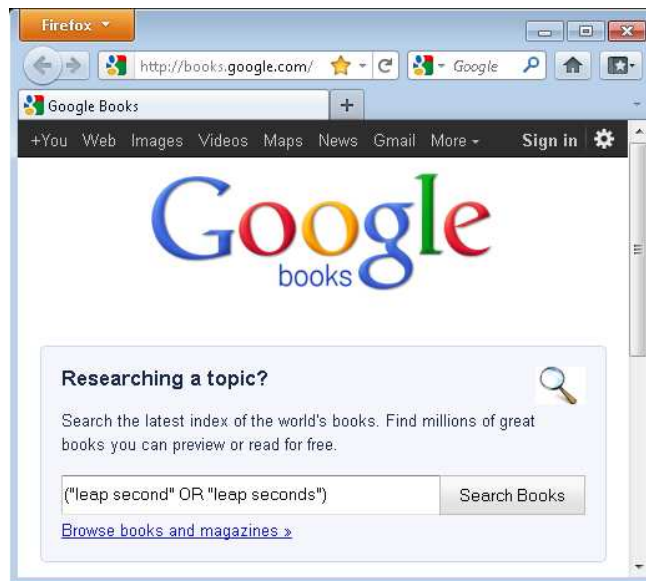 Firefox
http://books.google.com/
Google
Google Books
+You Web Images Videos Maps News Gmail More Sign in
Google
books
Researching a topic?
Search the latest index of the world's books. Find millions of great
books you can preview or read for free.
("leap second" OR "leap seconds")
Search Books
Browse books and magazines »